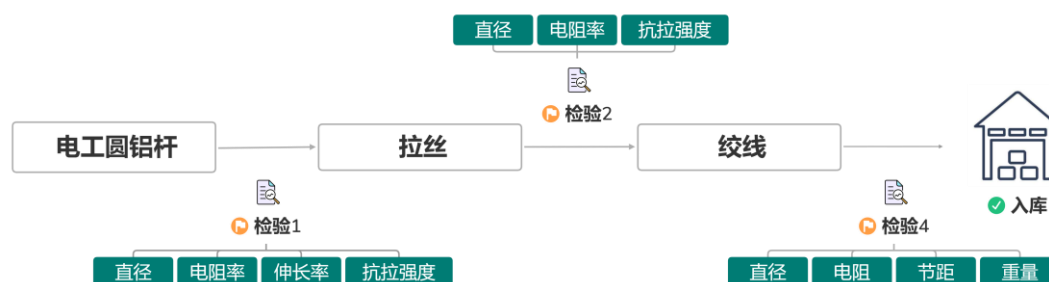 直径 电阻率 抗拉强度
检验2
电工圆铝杆 拉丝 绞线
入库
检验1 检验4
直径 电阻率 伸长率 抗拉强度 直径 电阻 节距 重量